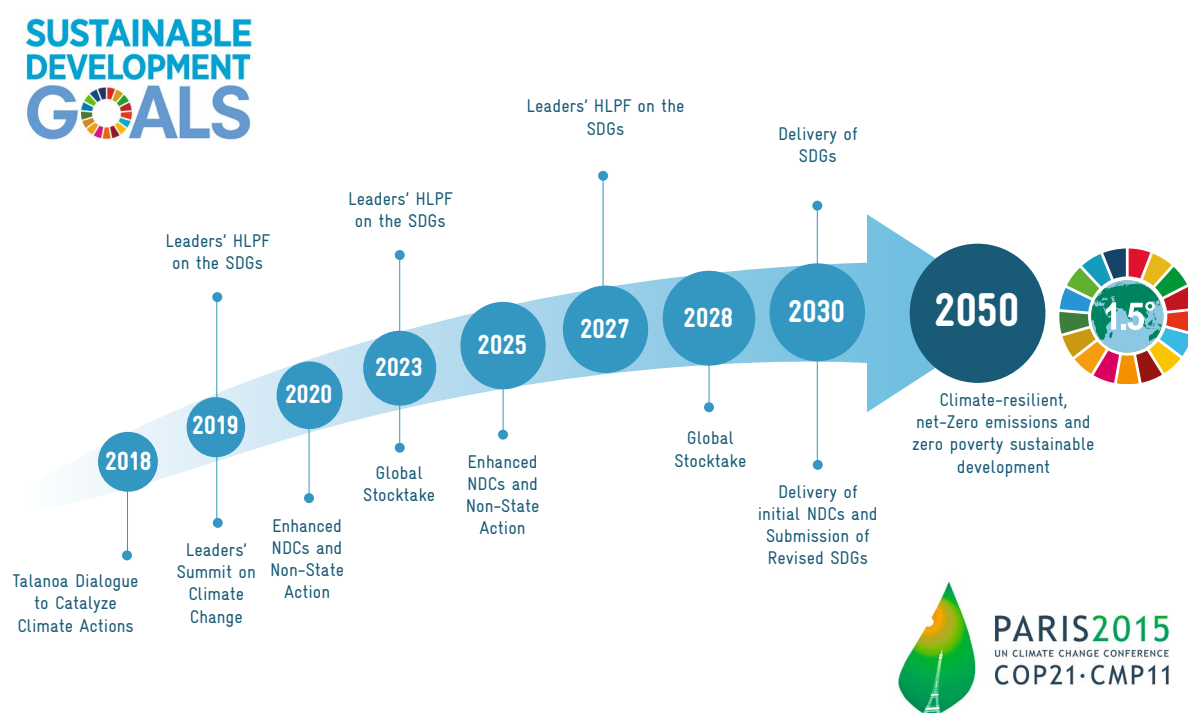 SUSTAINABLE
DEVELOPMENT
GOALS
Leaders' HLPF on the
SDGs
Delivery of
SDGs
Leaders' HLPF
on the SDGs
Leaders' HLPF
on the SDGs
2018
2019
2020
2023
2025
2027
2028
2030
2050
1.5°
Talanoa Dialogue
to Catalyze
Climate Actions
Leaders'
Summit on
Climate
Change
Enhanced
NDCs and
Non-State
Action
Global
Stocktake
Enhanced
NDCs and
Non-State
Action
Global
Stocktake
Delivery of
initial NDCs and
Submission of
Revised SDGs
Climate-resilient,
net-Zero emissions and
zero poverty sustainable
development
PARIS2015
UN CLIMATE CHANGE CONFERENCE
COP21·CMP11